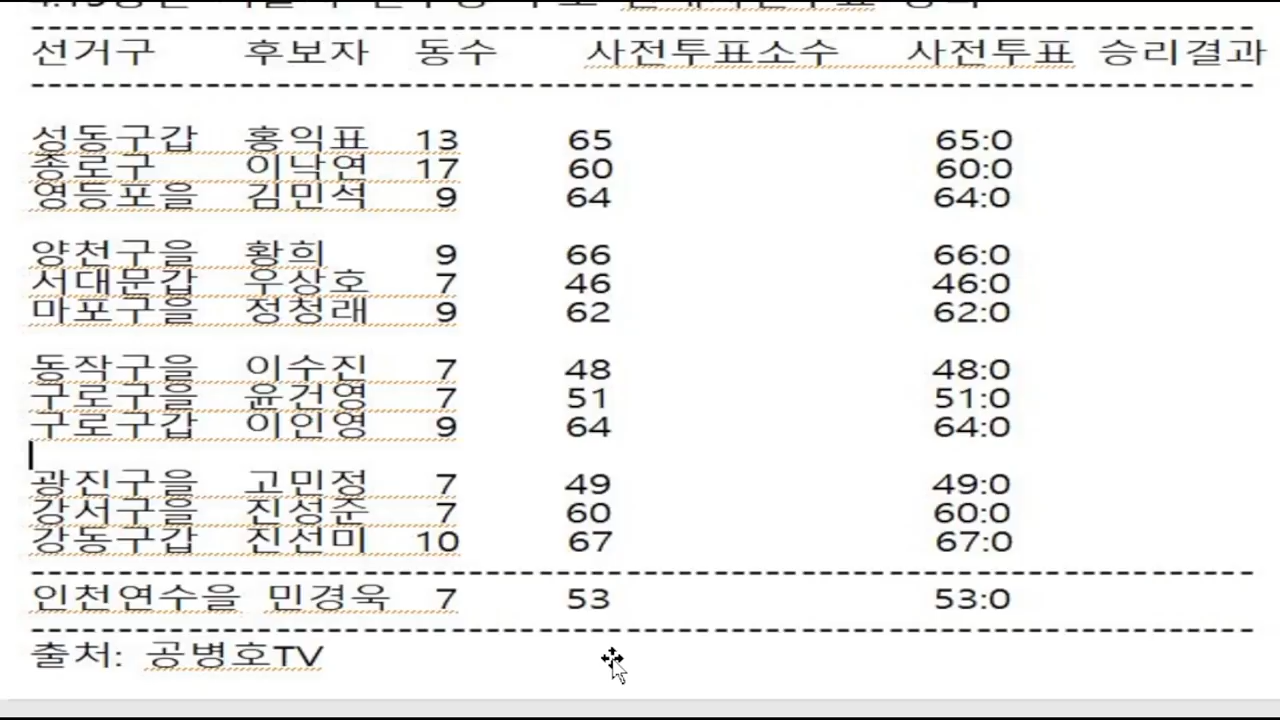 선거구 후보자 동수 사전투표소수 사전투표 승리결과
성동구갑 홍익표 13 65 65:0
종로구 이낙연 17 60 60:0
영등포을 김민석 9 64 64:0
양천구을 황희 9 66 66:0
서대문갑 우상호 7 46 46:0
마포구을 정청래 9 62 62:0
동작구을 이수진 7 48 48:0
구로구을 윤건영 7 51 51:0
구로구갑 이인영 9 64 64:0
광진구을 고민정 7 49 49:0
강서구을 진성준 7 60 60:0
강동구갑 진선미 10 67 67:0
인천연수을 민경욱 7 53 53:0
출처: 공병호TV